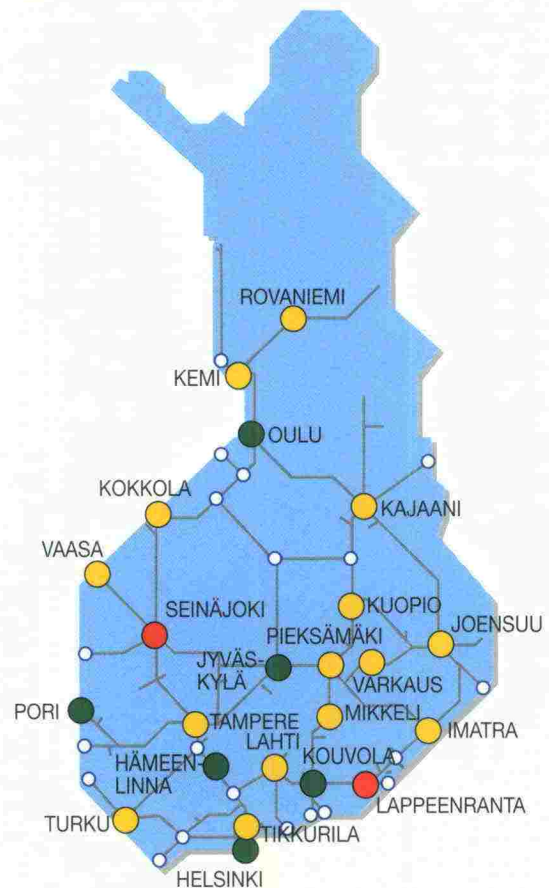 ROVANIEMI
KEMI
OULU
KOKKOLA
KAJAANI
VAASA
SEINÄJOKI
KUOPIO
JOENSUU
PIEKSÄMÄKI
JYVÄS-
KYLÄ
VARKAUS
PORI
TAMPERE
MIKKELI
IMATRA
LAHTI
HÄMEEN-
LINNA
KOUVOLA
LAPPEENRANTA
TURKU
TIKKURILA
HELSINKI